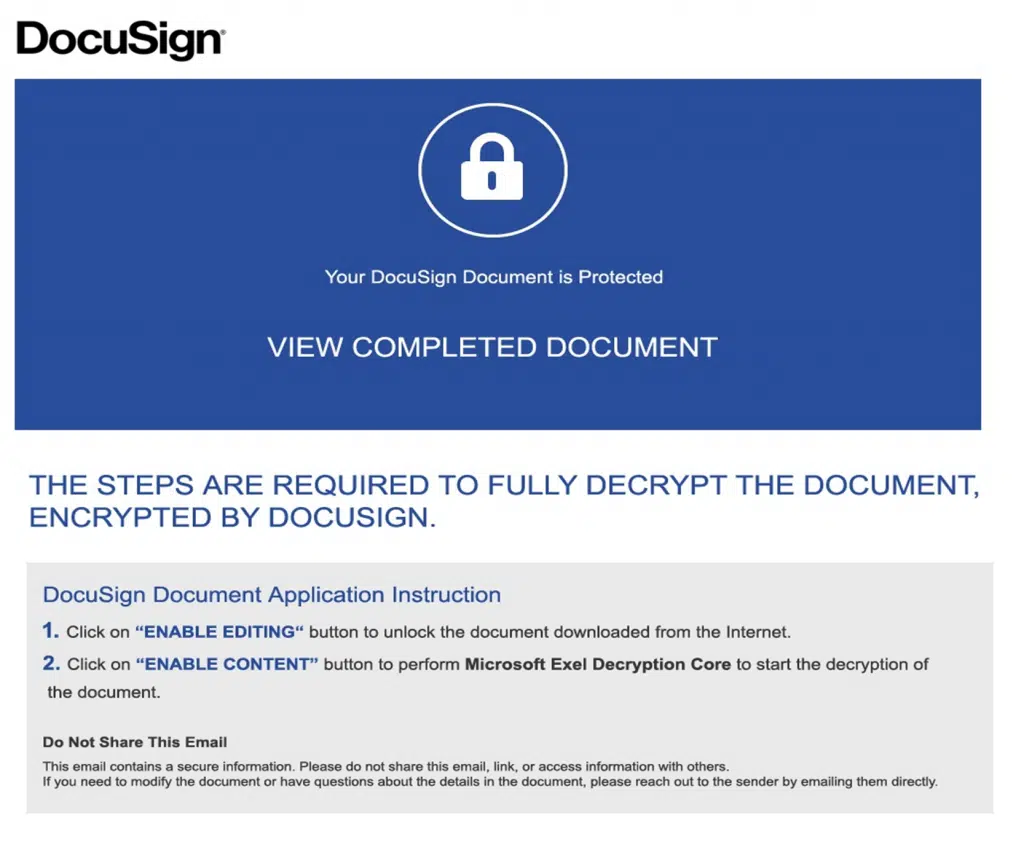 DocuSign
Your DocuSign Document is Protected
VIEW COMPLETED DOCUMENT
THE STEPS ARE REQUIRED TO FULLY DECRYPT THE DOCUMENT,
ENCRYPTED BY DOCUSIGN.
DocuSign Document Application Instruction
1. Click on “ENABLE EDITING“ button to unlock the document downloaded from the Internet.
2. Click on “ENABLE CONTENT” button to perform Microsoft Exel Decryption Core to start the decryption of
the document.
Do Not Share This Email
This email contains a secure information. Please do not share this email, link, or access information with others.
If you need to modify the document or have questions about the details in the document, please reach out to the sender by emailing them directly.